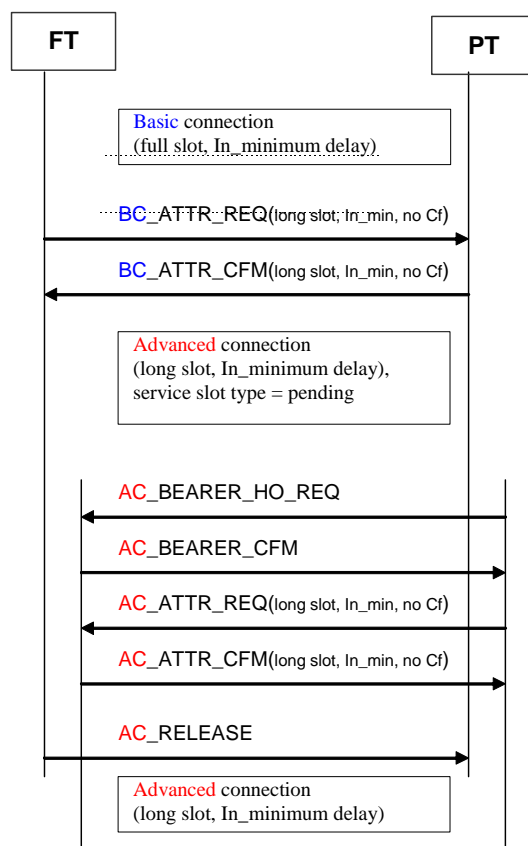 FT
PT
Basic connection
(full slot, In_minimum delay)
BC_ATTR_REQ(long slot, In_min, no Cf)
BC_ATTR_CFM(long slot, In_min, no Cf)
Advanced connection
(long slot, In_minimum delay),
service slot type = pending
AC_BEARER_HO_REQ
AC_BEARER_CFM
AC_ATTR_REQ(long slot, In_min, no Cf)
AC_ATTR_CFM(long slot, In_min, no Cf)
AC_RELEASE
Advanced connection
(long slot, In_minimum delay)